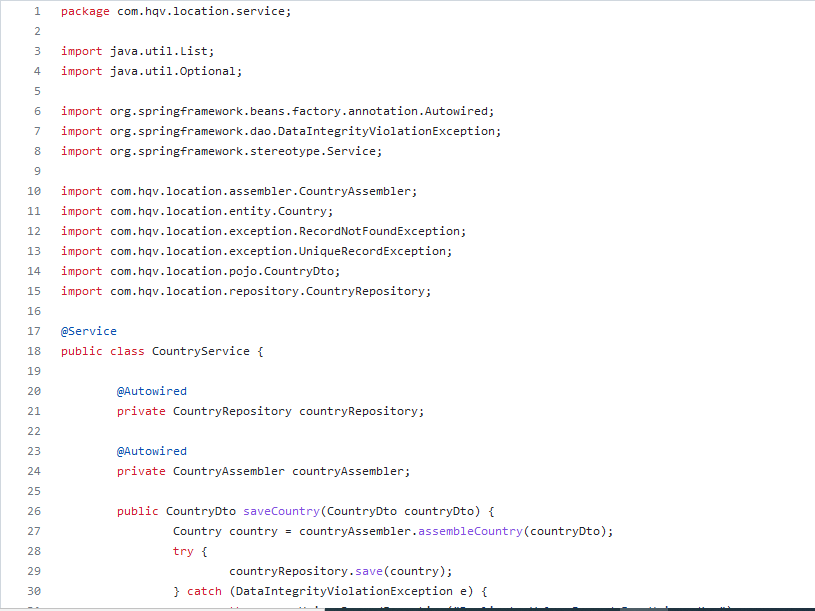 1 package com.hqv.location.service;
2
3 import java.util.List;
4 import java.util.Optional;
5
6 import org.springframework.beans.factory.annotation.Autowired;
7 import org.springframework.dao.DataIntegrityViolationException;
8 import org.springframework.stereotype.Service;
9
10 import com.hqv.location.assembler.CountryAssembler;
11 import com.hqv.location.entity.Country;
12 import com.hqv.location.exception.RecordNotFoundException;
13 import com.hqv.location.exception.UniqueRecordException;
14 import com.hqv.location.pojo.CountryDto;
15 import com.hqv.location.repository.CountryRepository;
16
17 @Service
18 public class CountryService {
19
20 @Autowired
21 private CountryRepository countryRepository;
22
23 @Autowired
24 private CountryAssembler countryAssembler;
25
26 public CountryDto saveCountry(CountryDto countryDto) {
27 Country country = countryAssembler.assembleCountry(countryDto);
28 try {
29 countryRepository.save(country);
30 } catch (DataIntegrityViolationException e) {